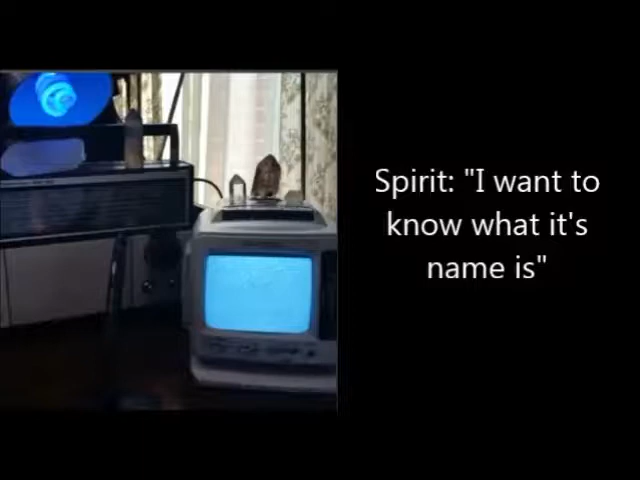 Spirit: "I want to
know what it's
name is"